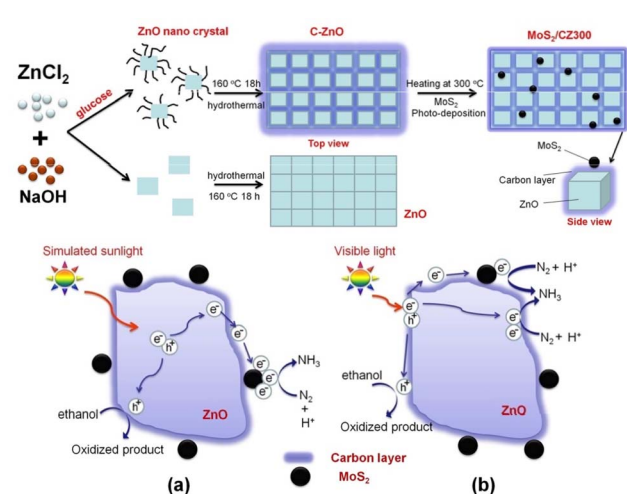 ZnO nano crystal
C-ZnO
MoS₂/CZ300
ZnCl₂
+
NaOH
glucose
160 °C 18h
hydrothermal
Heating at 300 °C
MoS₂
Photo-deposition
Top view
hydrothermal
160 °C 18 h
ZnO
MoS₂
Carbon layer
ZnO
Side view
Simulated sunlight
e⁻
h⁺
e⁻
e⁻
e⁻
e⁻
e⁻
NH₃
N₂
+
H⁺
h⁺
ethanol
Oxidized product
ZnO
(a)
Visible light
e⁻
e⁻
e⁻
N₂ + H⁺
NH₃
e⁻
h⁺
e⁻
e⁻
N₂ + H⁺
ethanol
h⁺
Oxidized product
ZnO
(b)
Carbon layer
MoS₂